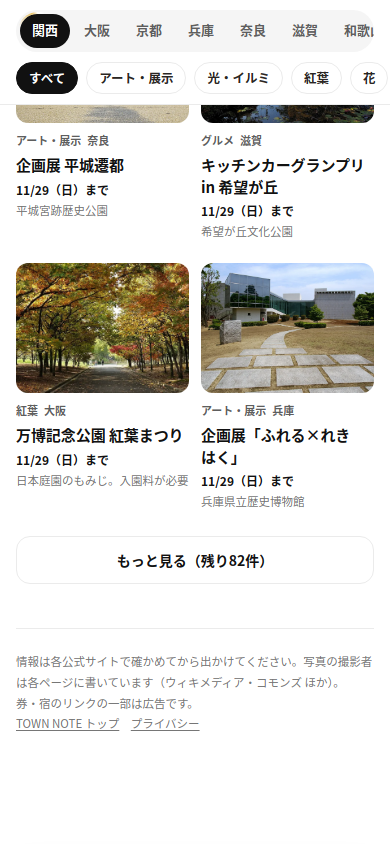 関西 大阪 京都 兵庫 奈良 滋賀
すべて アート・展示 光・イルミ 紅葉 花
アート・展示 奈良
企画展 平城遷都
11/29（日）まで
平城宮跡歴史公園
グルメ 滋賀
キッチンカーグランプリ
in 希望が丘
11/29（日）まで
希望が丘文化公園
紅葉 大阪
万博記念公園 紅葉まつり
11/29（日）まで
日本庭園のもみじ。入園料が必要
アート・展示 兵庫
企画展「ふれる×れき
はく」
11/29（日）まで
兵庫県立歴史博物館
もっと見る（残り82件）
情報は各公式サイトで確かめてから出かけてください。写真の撮影者
は各ページに書いています（ウィキメディア・コモンズ ほか）。
券・宿のリンクの一部は広告です。
TOWN NOTE トップ プライバシー